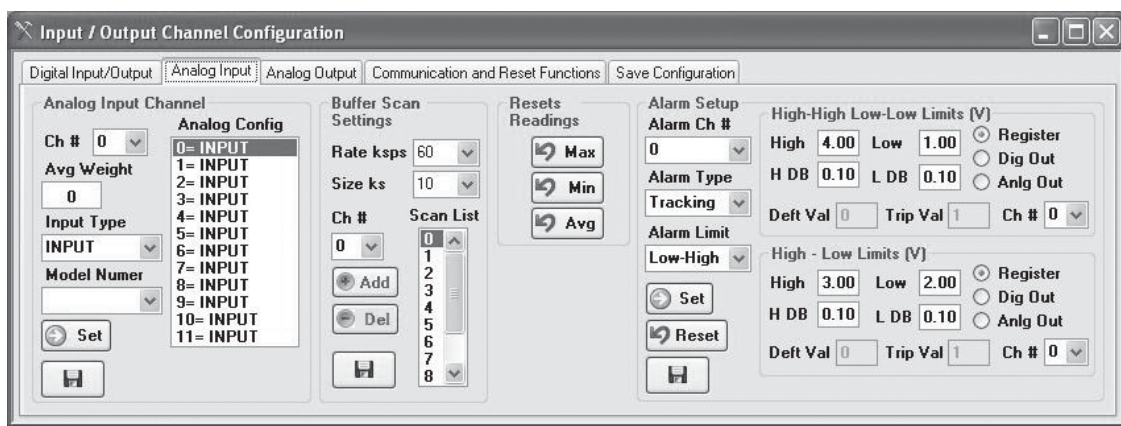 Input / Output Channel Configuration
Digital Input/Output
Analog Input
Analog Output
Communication and Reset Functions
Save Configuration
Analog Input Channel
Ch # 0
Avg Weight
0
Input Type
INPUT
Model Numer
Set
Analog Config
0= INPUT
1= INPUT
2= INPUT
3= INPUT
4= INPUT
5= INPUT
6= INPUT
7= INPUT
8= INPUT
9= INPUT
10= INPUT
11= INPUT
Buffer Scan
Settings
Rate ksps 60
Size ks 10
Ch #
0
Add
Del
Scan List
0
1
2
3
4
5
6
7
8
Resets
Readings
Max
Min
Avg
Alarm Setup
Alarm Ch #
0
Alarm Type
Tracking
Alarm Limit
Low-High
Set
Reset
High-High Low-Low Limits (V)
High 4.00 Low 1.00
H DB 0.10 L DB 0.10
Register
Dig Out
Anlg Out
Deft Val 0 Trip Val 1 Ch # 0
High - Low Limits (V)
High 3.00 Low 2.00
H DB 0.10 L DB 0.10
Register
Dig Out
Anlg Out
Deft Val 0 Trip Val 1 Ch # 0